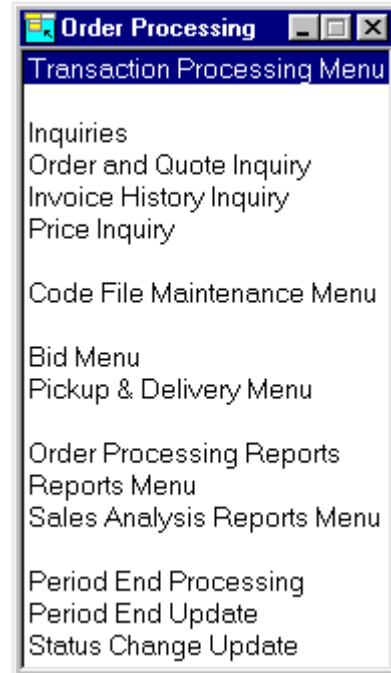 Order Processing
Transaction Processing Menu
Inquiries
Order and Quote Inquiry
Invoice History Inquiry
Price Inquiry
Code File Maintenance Menu
Bid Menu
Pickup & Delivery Menu
Order Processing Reports
Reports Menu
Sales Analysis Reports Menu
Period End Processing
Period End Update
Status Change Update